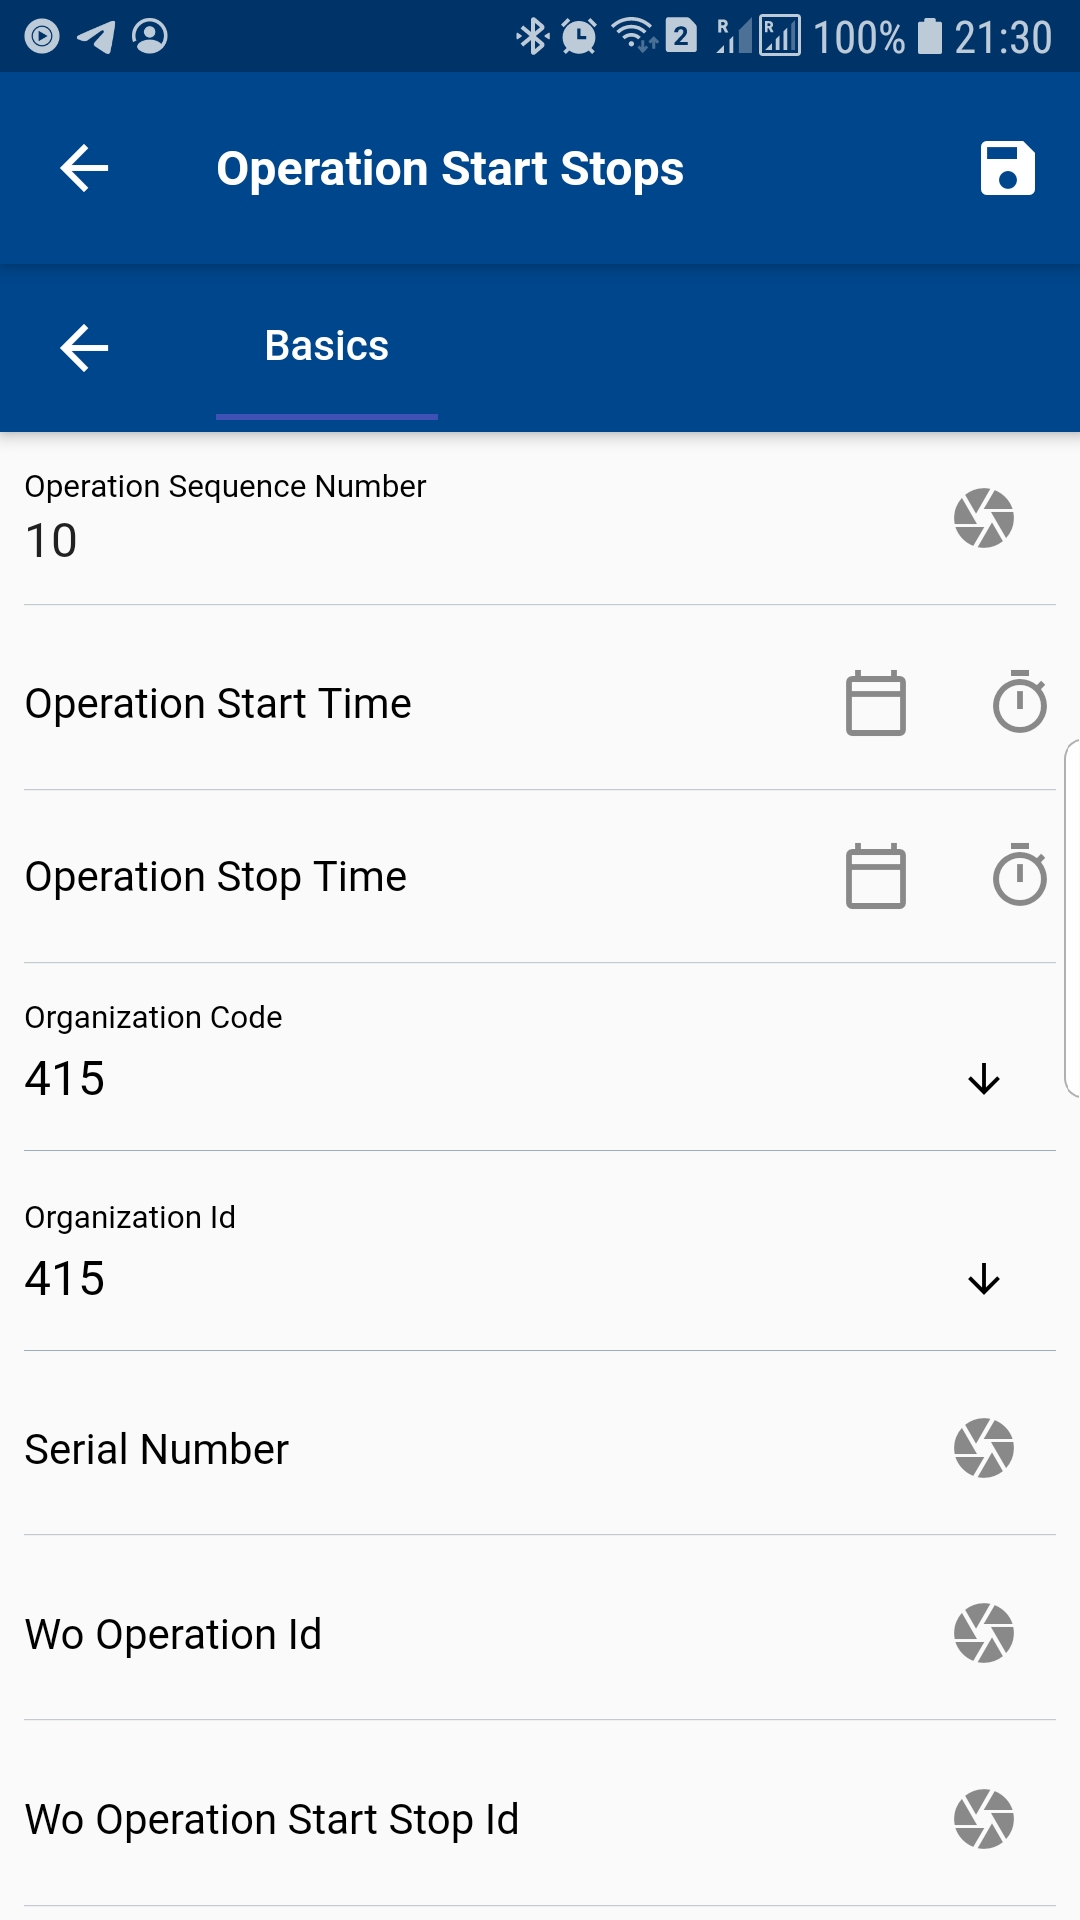 2 R R 100% 21:30
Operation Start Stops
Basics
Operation Sequence Number
10
Operation Start Time
Operation Stop Time
Organization Code
415
Organization Id
415
Serial Number
Wo Operation Id
Wo Operation Start Stop Id